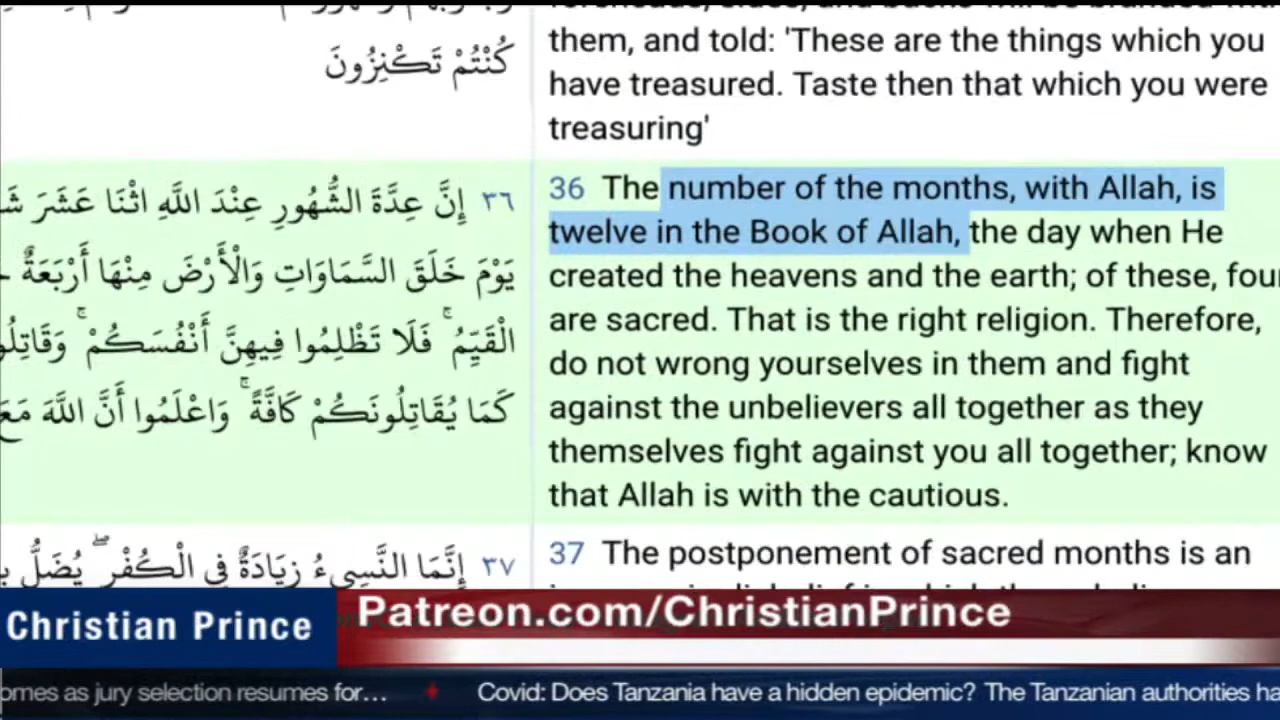 كُنْتُمْ تَكْنِزُونَ
them, and told: 'These are the things which you
have treasured. Taste then that which you were
treasuring'
٣٦ إِنَّ عِدَّةَ الشُّهُورِ عِنْدَ اللَّهِ اثْنَا عَشَرَ
يَوْمَ خَلَقَ السَّمَاوَاتِ وَالْأَرْضَ مِنْهَا أَرْبَعَةٌ
الْقَيِّمُ ۚ فَلَا تَظْلِمُوا فِيهِنَّ أَنْفُسَكُمْ ۚ
كَمَا يُقَاتِلُونَكُمْ كَافَّةً ۚ وَاعْلَمُوا أَنَّ اللَّهَ
36 The number of the months, with Allah, is
twelve in the Book of Allah, the day when He
created the heavens and the earth; of these, four
are sacred. That is the right religion. Therefore,
do not wrong yourselves in them and fight
against the unbelievers all together as they
themselves fight against you all together; know
that Allah is with the cautious.
٣٧ إِنَّمَا النَّسِيءُ زِيَادَةٌ فِي الْكُفْرِ ۖ يُضَلُّ
37 The postponement of sacred months is an
Christian Prince
Patreon.com/ChristianPrince
omes as jury selection resumes for… Covid: Does Tanzania have a hidden epidemic? The Tanzanian authorities ha